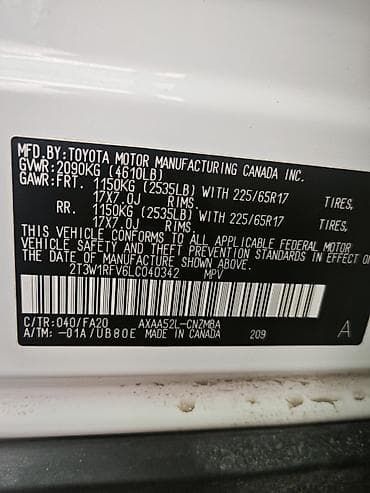 MFD. BY: TOYOTA MOTOR MANUFACTURING CANADA INC.
GVWR: 2090KG (4610LB)
GAWR: FRT. 1150KG (2535LB) WITH 225/65R17 TIRES,
17X7.0J RIMS.
RR. 1150KG (2535LB) WITH 225/65R17 TIRES,
17X7.0J RIMS.
THIS VEHICLE CONFORMS TO ALL APPLICABLE FEDERAL MOTOR
VEHICLE SAFETY AND THEFT PREVENTION STANDARDS IN EFFECT O
THE DATE OF MANUFACTURE SHOWN ABOVE.
2T3W1RFV6LC040342 MPV
C/TR: 040/FA20 AXAA52L-CNZMBA
A/TM: -01A/UB80E MADE IN CANADA 209 A